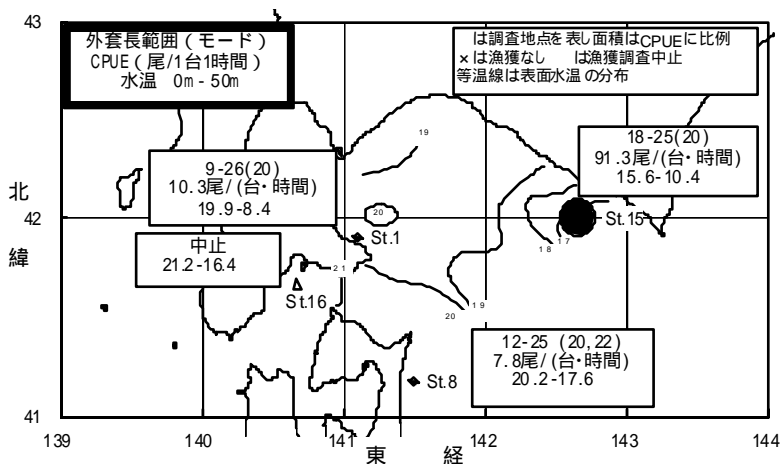 43
外套長範囲(モード)
CPUE(尾/1台1時間)
水温 0m-50m
は調査地点を表し面積はCPUEに比例
×は漁獲なし は漁獲調査中止
等温線は表面水温の分布
19
18-25(20)
91.3尾/(台・時間)
15.6-10.4
9-26(20)
10.3尾/(台・時間)
19.9-8.4
北
緯
42
20
St.1
St.15
18
17
中止
21.2-16.4
21
St.16
20
19
12-25 (20,22)
7.8尾/(台・時間)
20.2-17.6
St.8
41
139
140
141
142
143
144
東 経